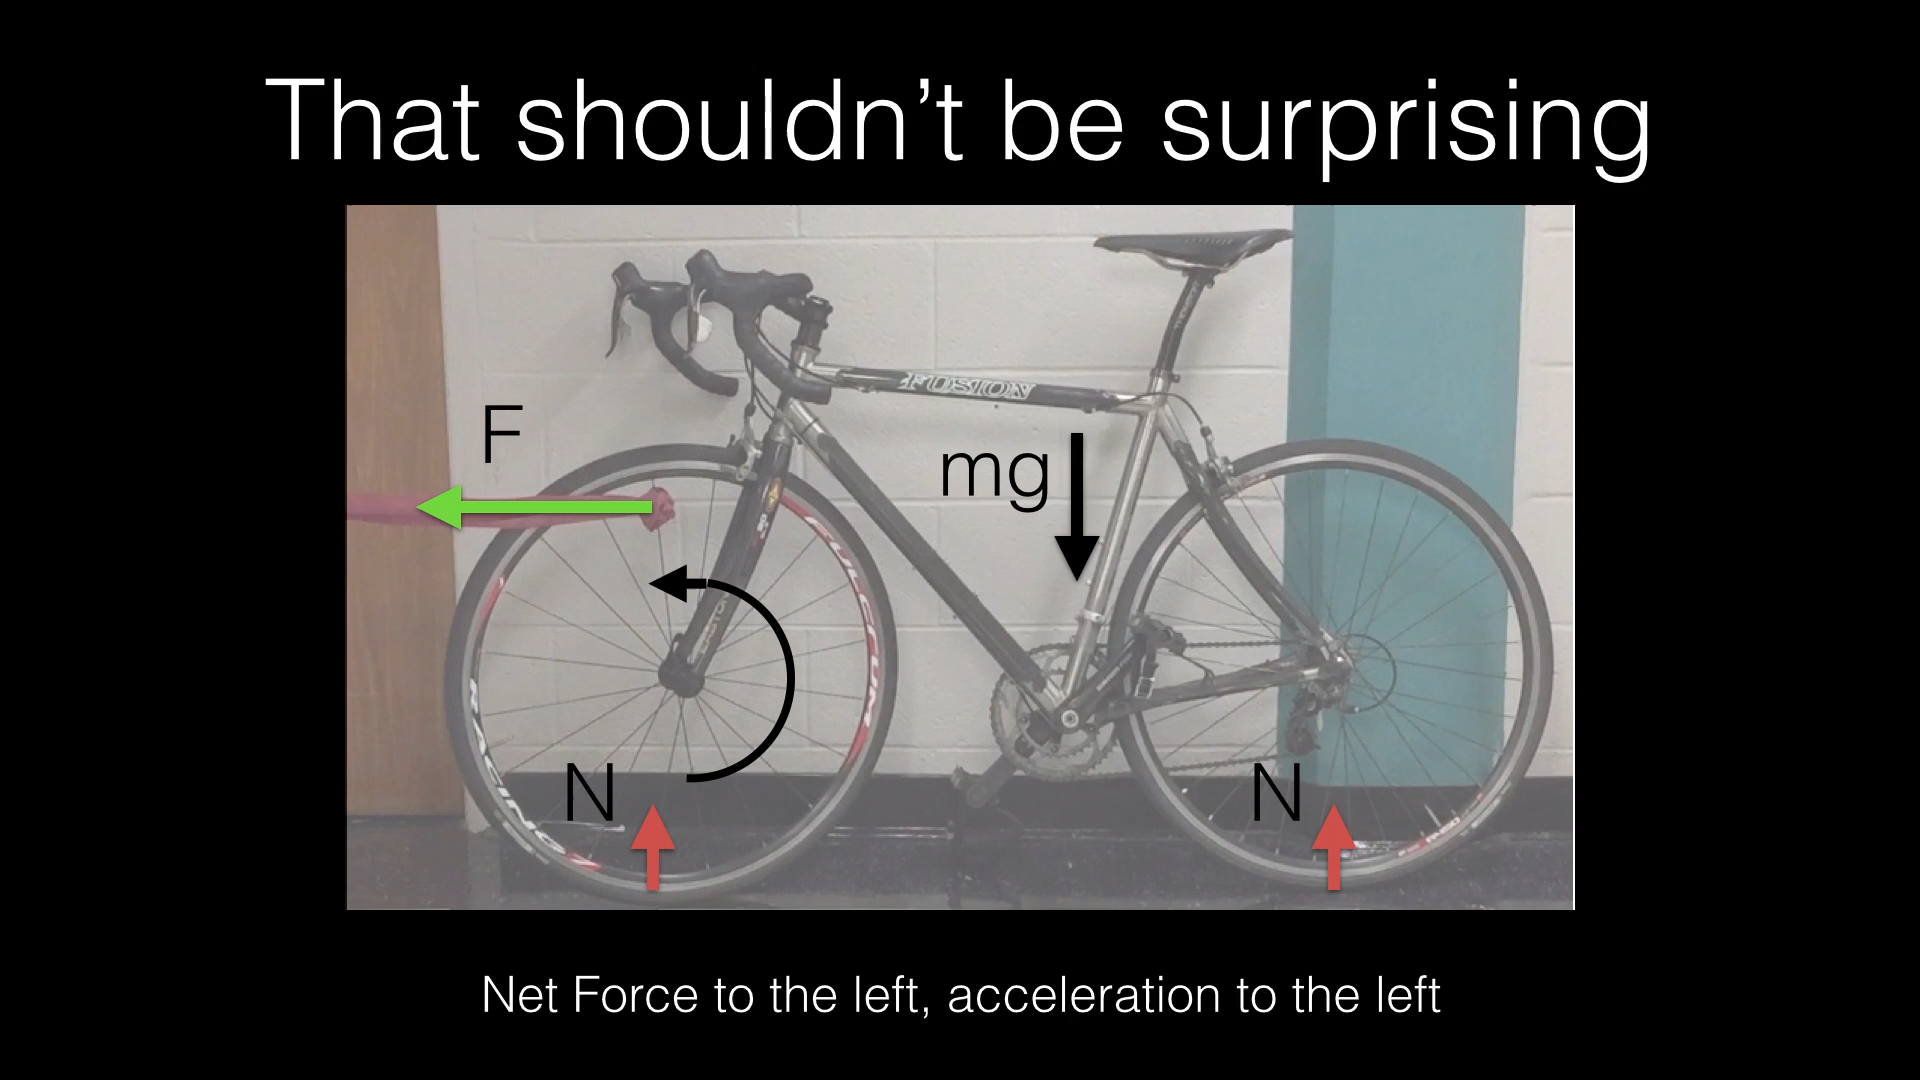 That shouldn’t be surprising
FUSION
F
mg
N
N
Net Force to the left, acceleration to the left